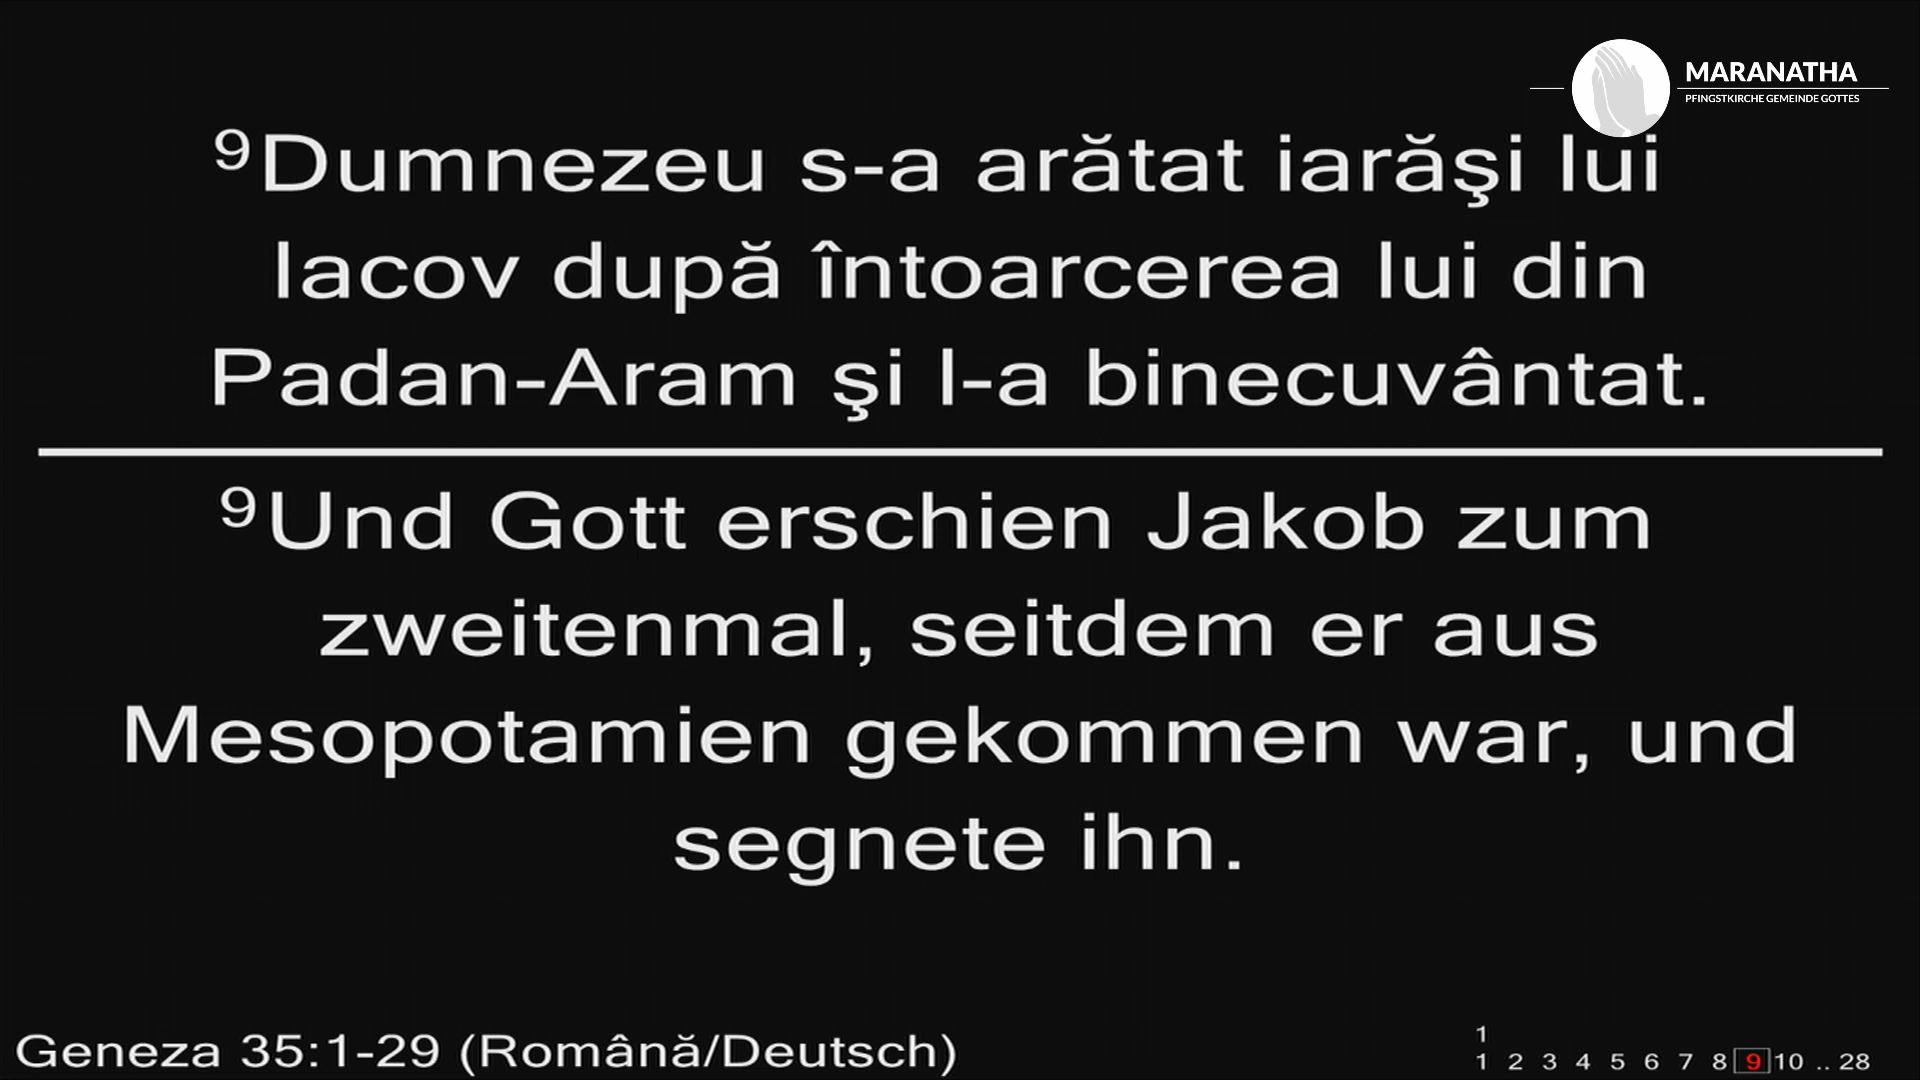 MARANATHA
PFINGSTKIRCHE GEMEINDE GOTTES
9Dumnezeu s-a arătat iarăşi lui
Iacov după întoarcerea lui din
Padan-Aram şi l-a binecuvântat.
9Und Gott erschien Jakob zum
zweitenmal, seitdem er aus
Mesopotamien gekommen war, und
segnete ihn.
Geneza 35:1-29 (Română/Deutsch)
1
1 2 3 4 5 6 7 8 9 10 .. 28